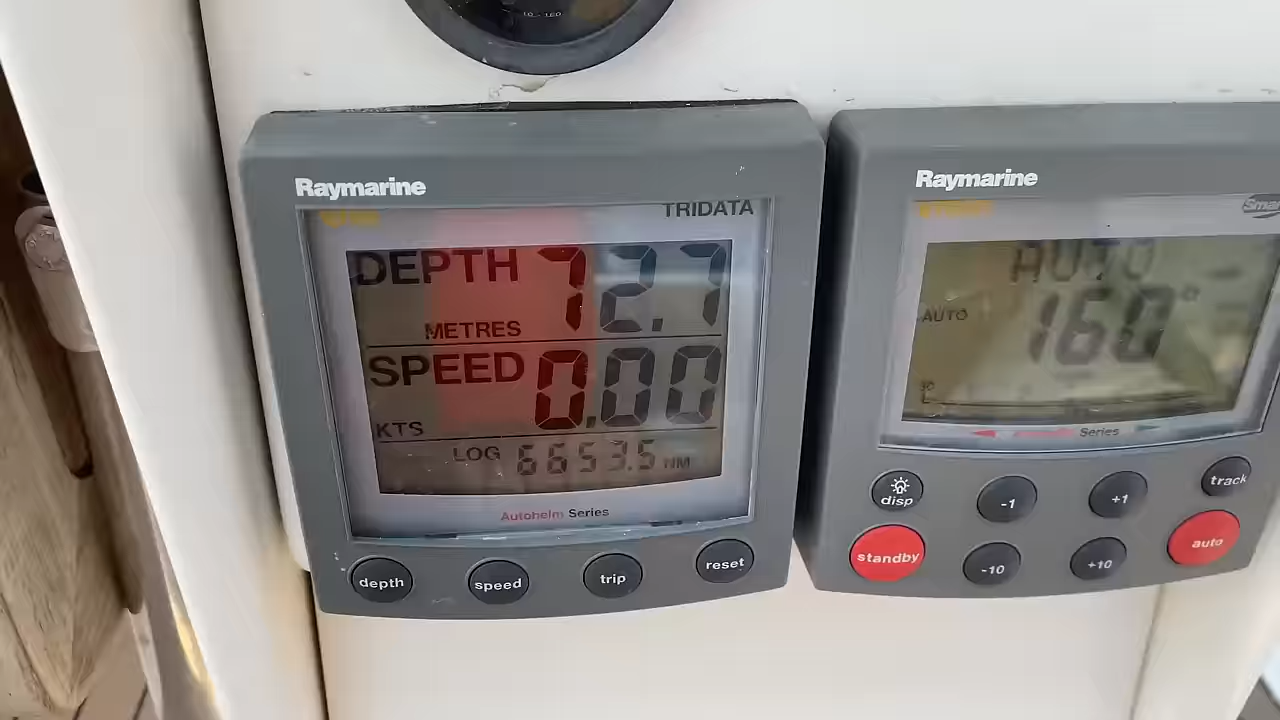 Raymarine
TRIDATA
DEPTH 72.7
METRES
SPEED 0.00
KTS
LOG 6653.5 NM
Autohelm Series
depth speed trip reset
Raymarine
AUTO
AUTO 160°
Series
disp -1 +1 track
standby -10 +10 auto